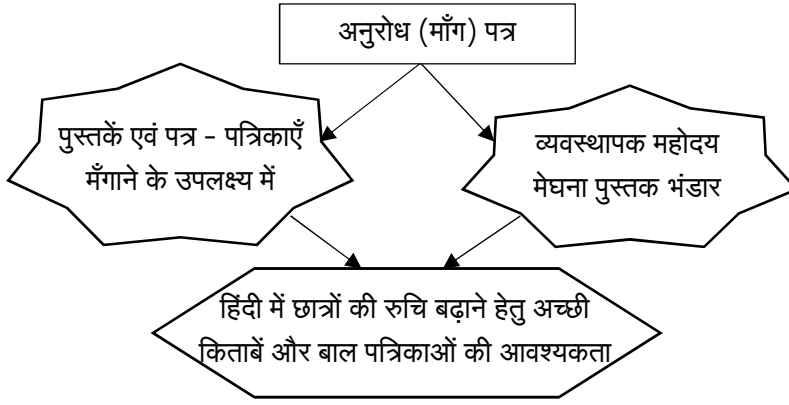 अनुरोध (माँग) पत्र
पुस्तकें एवं पत्र - पत्रिकाएँ
मँगाने के उपलक्ष्य में
व्यवस्थापक महोदय
मेघना पुस्तक भंडार
हिंदी में छात्रों की रुचि बढ़ाने हेतु अच्छी
किताबें और बाल पत्रिकाओं की आवश्यकता